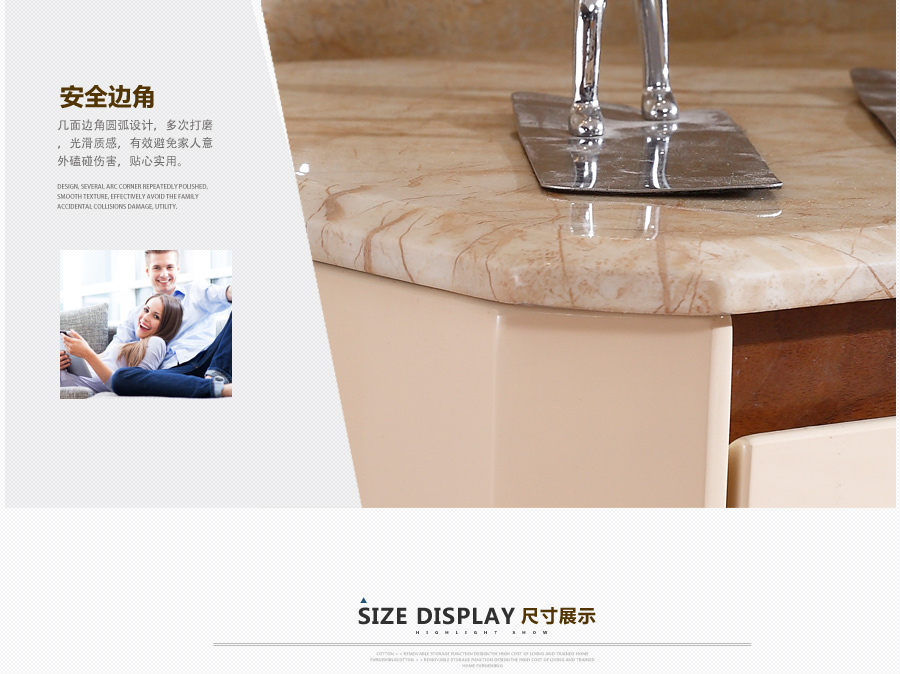 安全边角
几面边角圆弧设计，多次打磨
，光滑质感，有效避免家人意
外磕碰伤害，贴心实用。
DESIGN, SEVERAL ARC CORNER REPEATEDLY POLISHED,
SMOOTH TEXTURE, EFFECTIVELY AVOID THE FAMILY
ACCIDENTAL COLLISIONS DAMAGE, UTILITY.
SIZE DISPLAY 尺寸展示
HIGHLIGHT SHOW